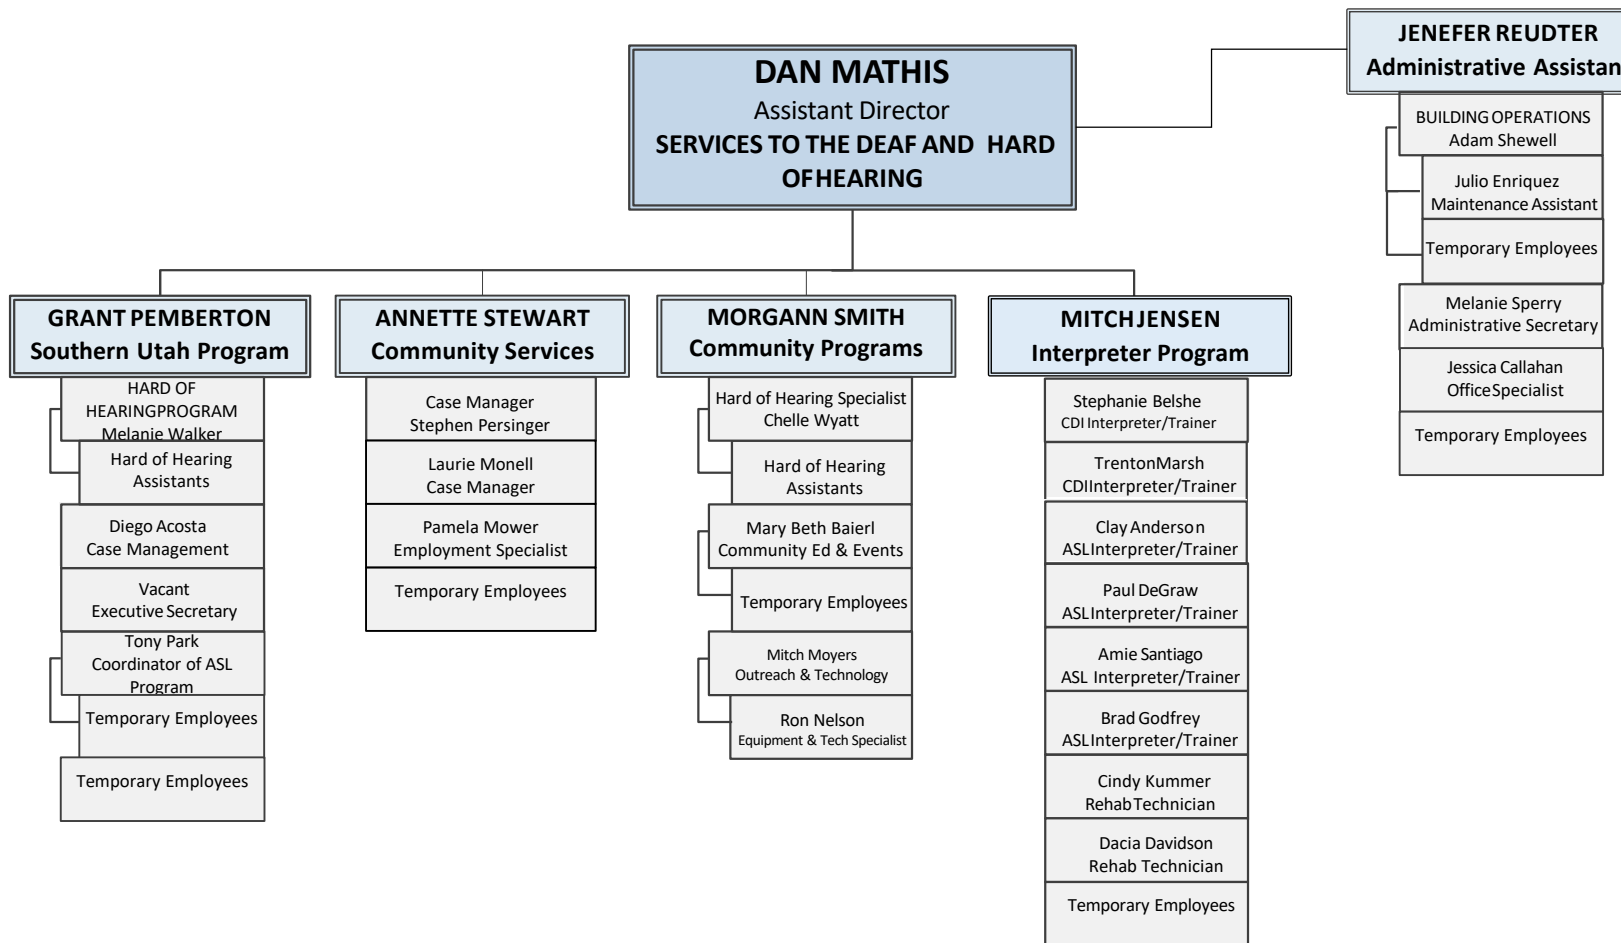 DAN MATHIS
Assistant Director
SERVICES TO THE DEAF AND HARD
OFHEARING
JENEFER REUDTER
Administrative Assistan
BUILDING OPERATIONS
Adam Shewell
Julio Enriquez
Maintenance Assistant
Temporary Employees
Melanie Sperry
Administrative Secretary
Jessica Callahan
OfficeSpecialist
Temporary Employees
GRANT PEMBERTON
Southern Utah Program
HARD OF
HEARINGPROGRAM
Melanie Walker
Hard of Hearing
Assistants
Diego Acosta
Case Management
Vacant
Executive Secretary
Tony Park
Coordinator of ASL
Program
Temporary Employees
Temporary Employees
ANNETTE STEWART
Community Services
Case Manager
Stephen Persinger
Laurie Monell
Case Manager
Pamela Mower
Employment Specialist
Temporary Employees
MORGANN SMITH
Community Programs
Hard of Hearing Specialist
Chelle Wyatt
Hard of Hearing
Assistants
Mary Beth Baierl
Community Ed & Events
Temporary Employees
Mitch Moyers
Outreach & Technology
Ron Nelson
Equipment & Tech Specialist
MITCHJENSEN
Interpreter Program
Stephanie Belshe
CDI Interpreter/Trainer
TrentonMarsh
CDIInterpreter/Trainer
Clay Anderson
ASLInterpreter/Trainer
Paul DeGraw
ASLInterpreter/Trainer
Amie Santiago
ASL Interpreter/Trainer
Brad Godfrey
ASLInterpreter/Trainer
Cindy Kummer
RehabTechnician
Dacia Davidson
Rehab Technician
Temporary Employees